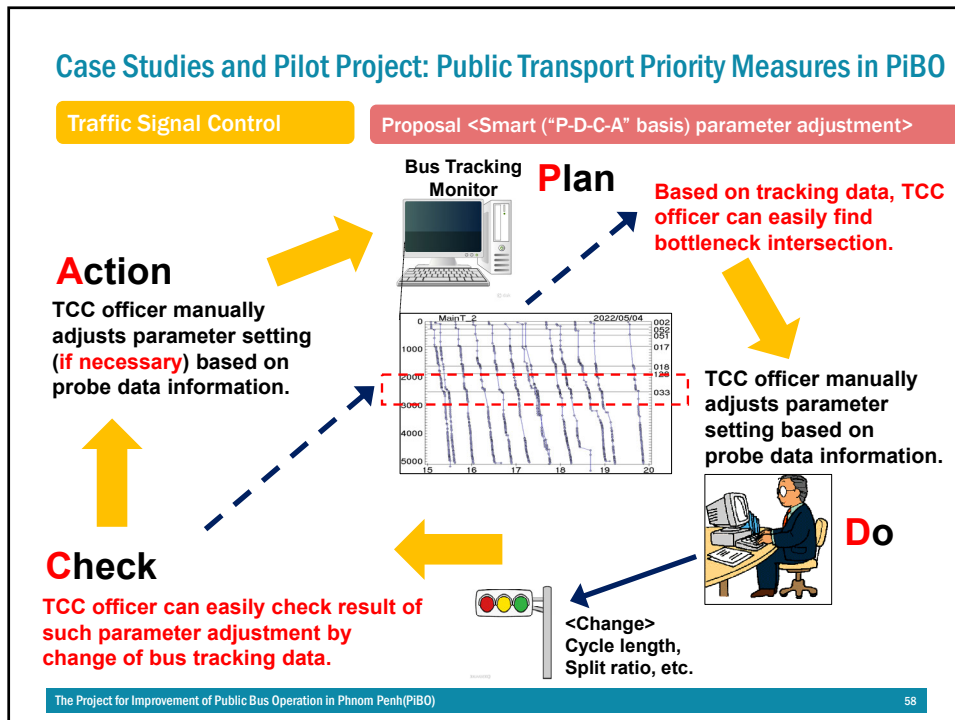 Case Studies and Pilot Project: Public Transport Priority Measures in PiBO
Traffic Signal Control
Proposal <Smart ("P-D-C-A" basis) parameter adjustment>
Bus Tracking
Monitor
Plan
Based on tracking data, TCC
officer can easily find
bottleneck intersection.
Action
TCC officer manually
adjusts parameter setting
(if necessary) based on
probe data information.
MainT_2
2022/05/04
0
1000
2000
3000
4000
5000
002
052
051
017
018
033
15
16
17
18
19
20
TCC officer manually
adjusts parameter
setting based on
probe data information.
Do
Check
TCC officer can easily check result of
such parameter adjustment by
change of bus tracking data.
<Change>
Cycle length,
Split ratio, etc.
The Project for Improvement of Public Bus Operation in Phnom Penh(PiBO)
58